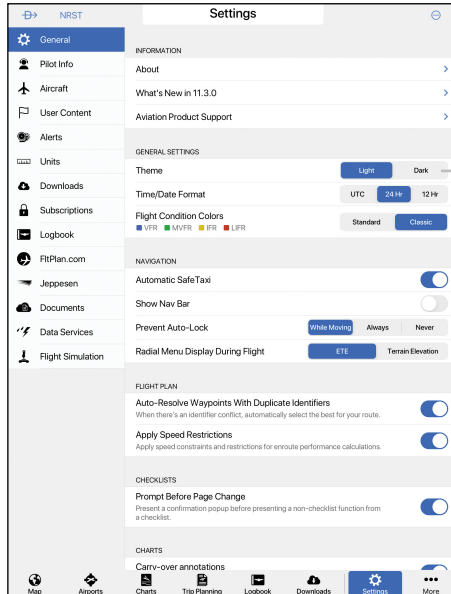 NRST
Settings
General
Pilot Info
Aircraft
User Content
Alerts
Units
Downloads
Subscriptions
Logbook
FltPlan.com
Jeppesen
Documents
Data Services
Flight Simulation
INFORMATION
About
What's New in 11.3.0
Aviation Product Support
GENERAL SETTINGS
Theme Light Dark
Time/Date Format UTC 24 Hr 12 Hr
Flight Condition Colors Standard Classic
VFR MVFR IFR LIFR
NAVIGATION
Automatic SafeTaxi
Show Nav Bar
Prevent Auto-Lock While Moving Always Never
Radial Menu Display During Flight ETE Terrain Elevation
FLIGHT PLAN
Auto-Resolve Waypoints With Duplicate Identifiers
When there's an identifier conflict, automatically select the best for your route.
Apply Speed Restrictions
Apply speed constraints and restrictions for enroute performance calculations.
CHECKLISTS
Prompt Before Page Change
Present a confirmation popup before presenting a non-checklist function from
a checklist.
CHARTS
Carry-over annotations
Map Airports Charts Trip Planning Logbook Downloads Settings More